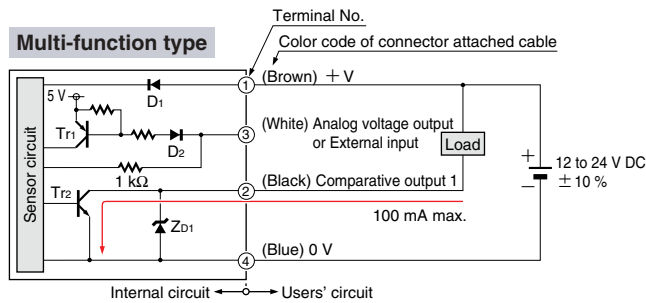 Terminal No.
Multi-function type
Color code of connector attached cable
1 (Brown) + V
5 V
D1
Tr1
D2
3 (White) Analog voltage output
or External input
Load
Sensor circuit
1 kΩ
+
12 to 24 V DC
− ± 10 %
Tr2
2 (Black) Comparative output 1
100 mA max.
ZD1
4 (Blue) 0 V
Internal circuit Users' circuit